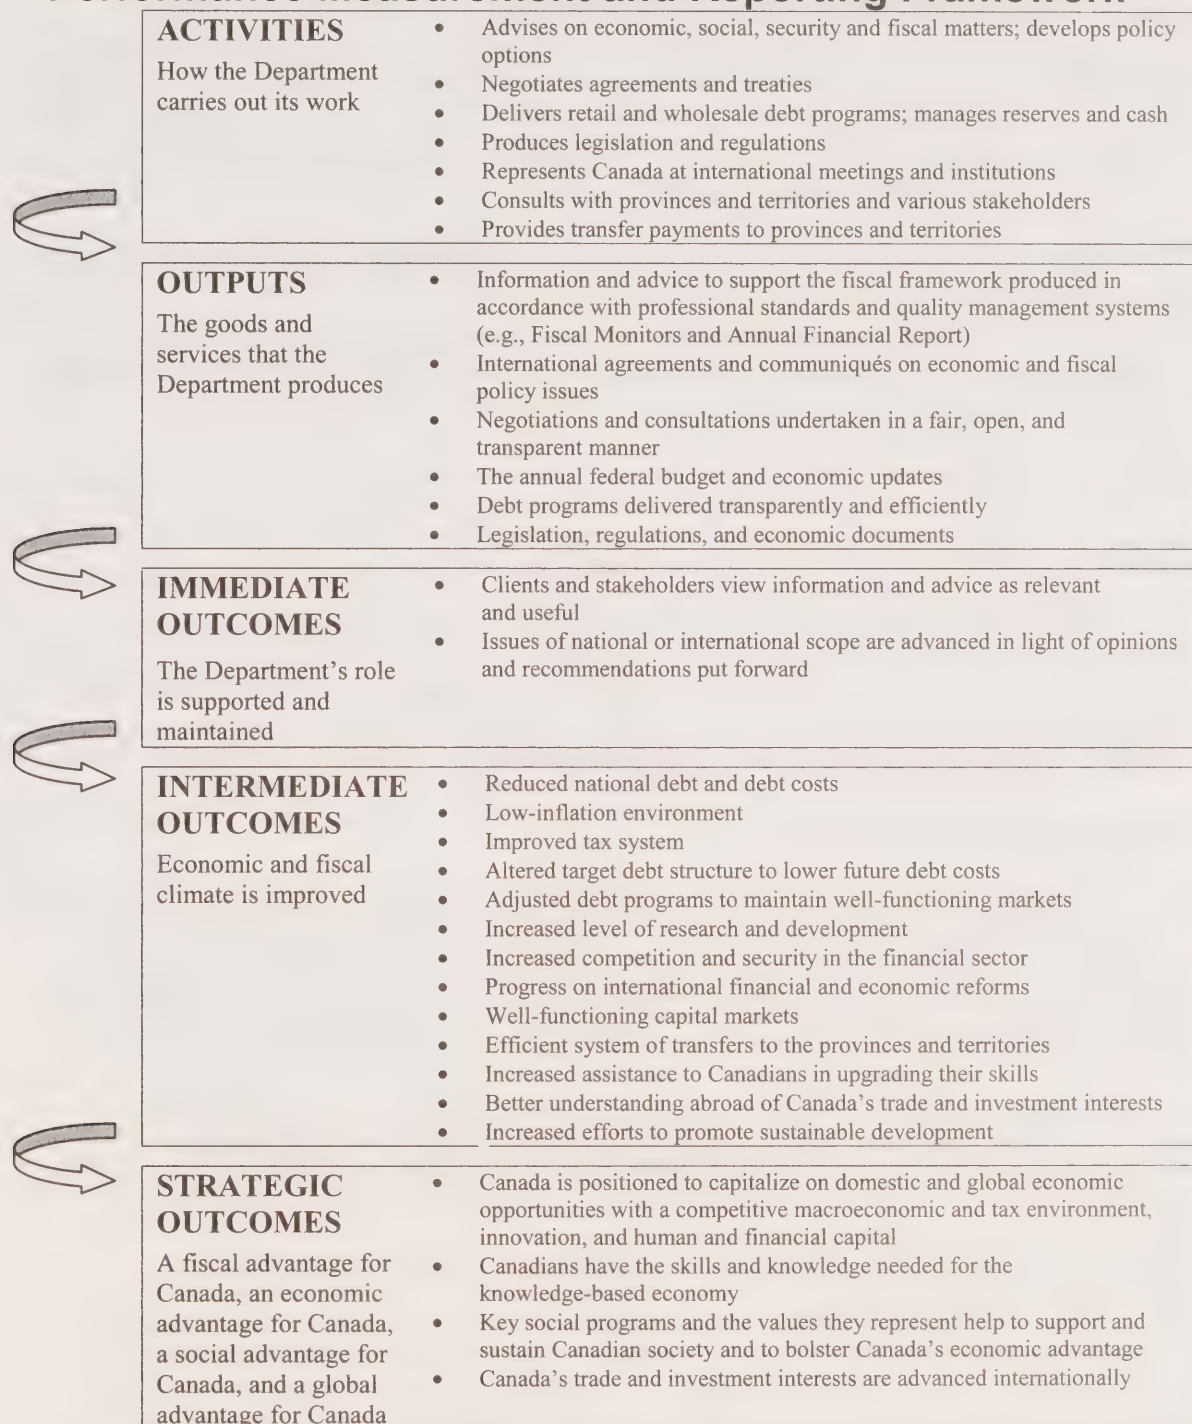 Performance Measurement and Reporting Framework
ACTIVITIES
How the Department
carries out its work
• Advises on economic, social, security and fiscal matters; develops policy
options
• Negotiates agreements and treaties
• Delivers retail and wholesale debt programs; manages reserves and cash
• Produces legislation and regulations
• Represents Canada at international meetings and institutions
• Consults with provinces and territories and various stakeholders
• Provides transfer payments to provinces and territories
OUTPUTS
The goods and
services that the
Department produces
• Information and advice to support the fiscal framework produced in
accordance with professional standards and quality management systems
(e.g., Fiscal Monitors and Annual Financial Report)
• International agreements and communiqués on economic and fiscal
policy issues
• Negotiations and consultations undertaken in a fair, open, and
transparent manner
• The annual federal budget and economic updates
• Debt programs delivered transparently and efficiently
• Legislation, regulations, and economic documents
IMMEDIATE
OUTCOMES
The Department's role
is supported and
maintained
• Clients and stakeholders view information and advice as relevant
and useful
• Issues of national or international scope are advanced in light of opinions
and recommendations put forward
INTERMEDIATE
OUTCOMES
Economic and fiscal
climate is improved
• Reduced national debt and debt costs
• Low-inflation environment
• Improved tax system
• Altered target debt structure to lower future debt costs
• Adjusted debt programs to maintain well-functioning markets
• Increased level of research and development
• Increased competition and security in the financial sector
• Progress on international financial and economic reforms
• Well-functioning capital markets
• Efficient system of transfers to the provinces and territories
• Increased assistance to Canadians in upgrading their skills
• Better understanding abroad of Canada's trade and investment interests
• Increased efforts to promote sustainable development
STRATEGIC
OUTCOMES
A fiscal advantage for
Canada, an economic
advantage for Canada,
a social advantage for
Canada, and a global
advantage for Canada
• Canada is positioned to capitalize on domestic and global economic
opportunities with a competitive macroeconomic and tax environment,
innovation, and human and financial capital
• Canadians have the skills and knowledge needed for the
knowledge-based economy
• Key social programs and the values they represent help to support and
sustain Canadian society and to bolster Canada's economic advantage
• Canada's trade and investment interests are advanced internationally